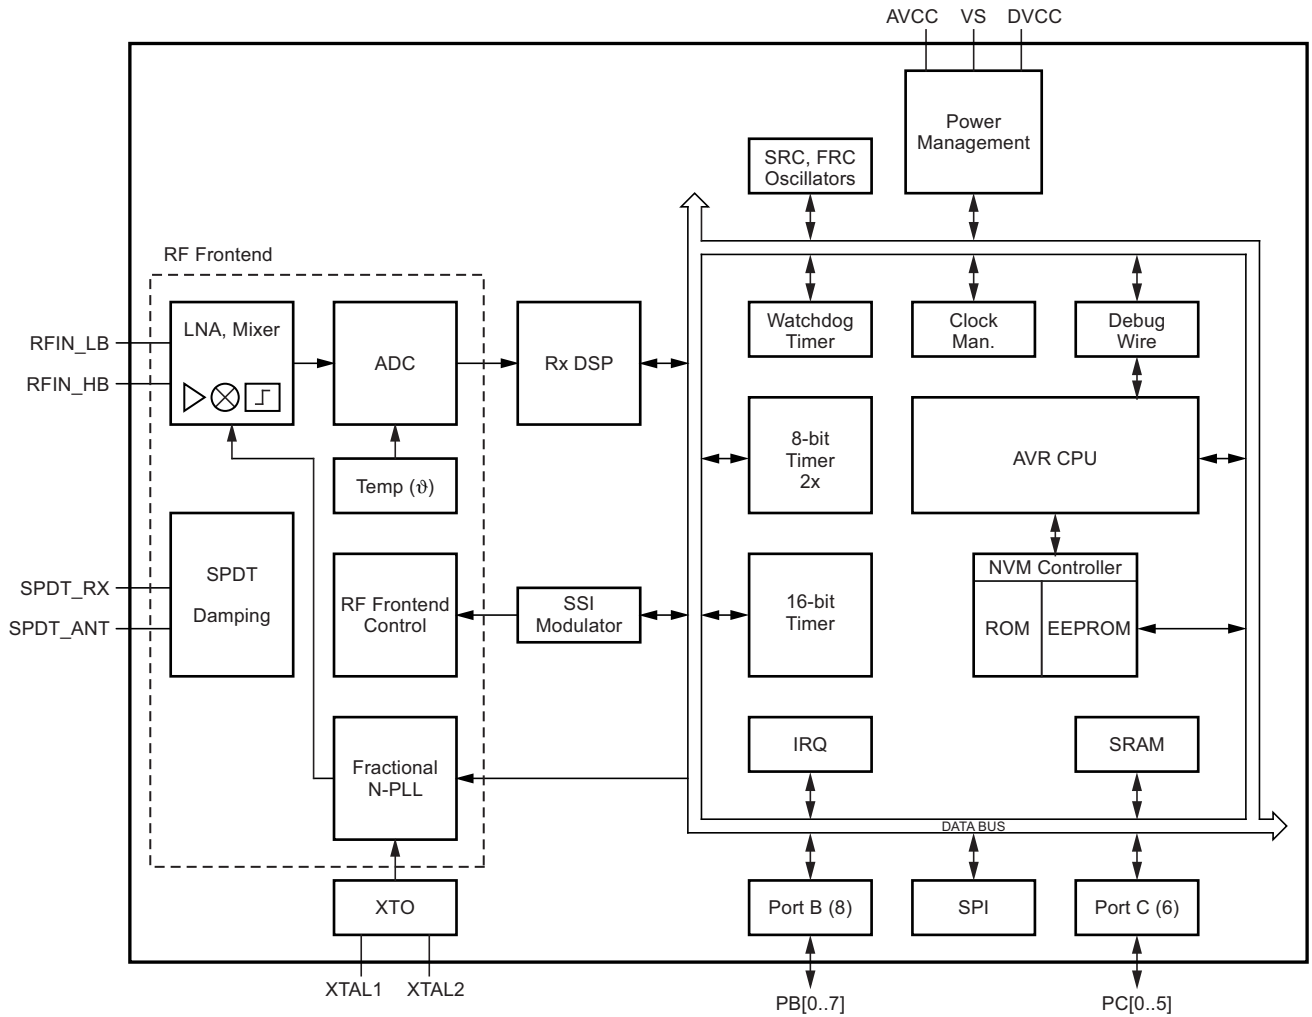 AVCC VS DVCC
Power
Management
SRC, FRC
Oscillators
RF Frontend
LNA, Mixer
ADC
Rx DSP
RFIN_LB
RFIN_HB
Temp (ϑ)
Watchdog
Timer
Clock
Man.
Debug
Wire
8-bit
Timer
2x
AVR CPU
SPDT
Damping
SPDT_RX
SPDT_ANT
RF Frontend
Control
SSI
Modulator
16-bit
Timer
NVM Controller
ROM EEPROM
Fractional
N-PLL
IRQ
SRAM
DATA BUS
XTO
Port B (8)
SPI
Port C (6)
XTAL1 XTAL2
PB[0..7]
PC[0..5]